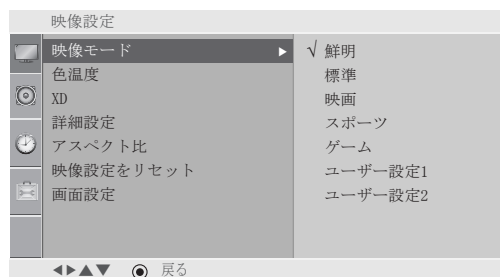 映像設定
映像モード ▶
色温度
XD
詳細設定
アスペクト比
映像設定をリセット
画面設定
√ 鮮明
標準
映画
スポーツ
ゲーム
ユーザー設定1
ユーザー設定2
◀▶▲▼ ◉ 戻る